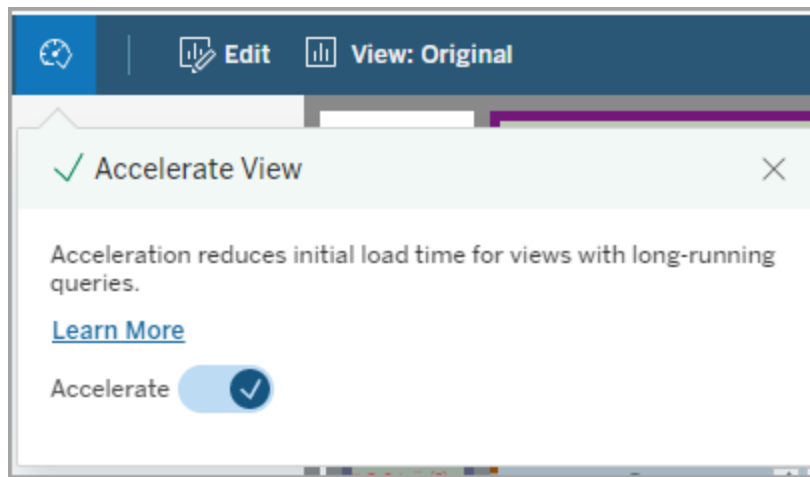 Edit
View: Original
Accelerate View
Acceleration reduces initial load time for views with long-running
queries.
Learn More
Accelerate